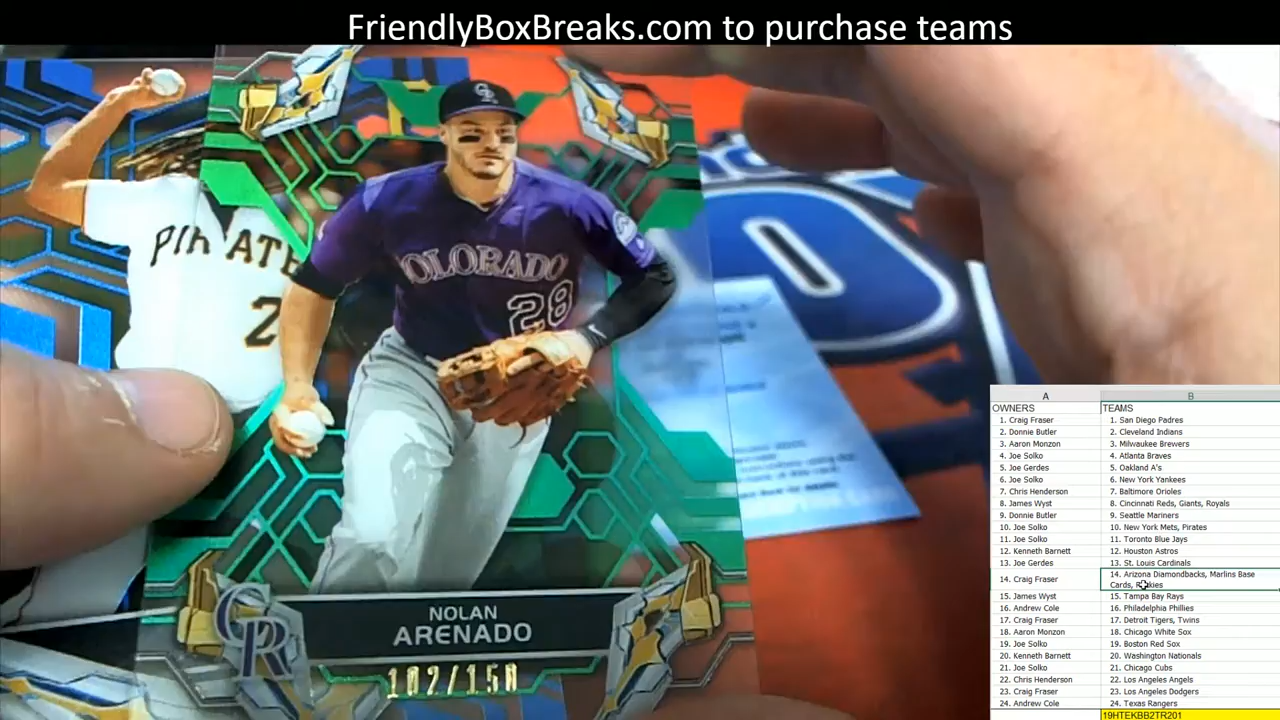 FriendlyBoxBreaks.com to purchase teams
PIRATE
2
COLORADO
28
0
NOLAN
ARENADO
CR
102/150
A B
OWNERS TEAMS
1. Craig Fraser 1. San Diego Padres
2. Donnie Butler 2. Cleveland Indians
3. Aaron Monzon 3. Milwaukee Brewers
4. Joe Solko 4. Atlanta Braves
5. Joe Gerdes 5. Oakland A's
6. Joe Solko 6. New York Yankees
7. Chris Henderson 7. Baltimore Orioles
8. James Wyst 8. Cincinnati Reds, Giants, Royals
9. Donnie Butler 9. Seattle Mariners
10. Joe Solko 10. New York Mets, Pirates
11. Joe Solko 11. Toronto Blue Jays
12. Kenneth Barnett 12. Houston Astros
13. Joe Gerdes 13. St. Louis Cardinals
14. Craig Fraser 14. Arizona Diamondbacks, Marlins Base
Cards, Rockies
15. James Wyst 15. Tampa Bay Rays
16. Andrew Cole 16. Philadelphia Phillies
17. Craig Fraser 17. Detroit Tigers, Twins
18. Aaron Monzon 18. Chicago White Sox
19. Joe Solko 19. Boston Red Sox
20. Kenneth Barnett 20. Washington Nationals
21. Joe Solko 21. Chicago Cubs
22. Chris Henderson 22. Los Angeles Angels
23. Craig Fraser 23. Los Angeles Dodgers
24. Andrew Cole 24. Texas Rangers
19HTEKBB2TR201